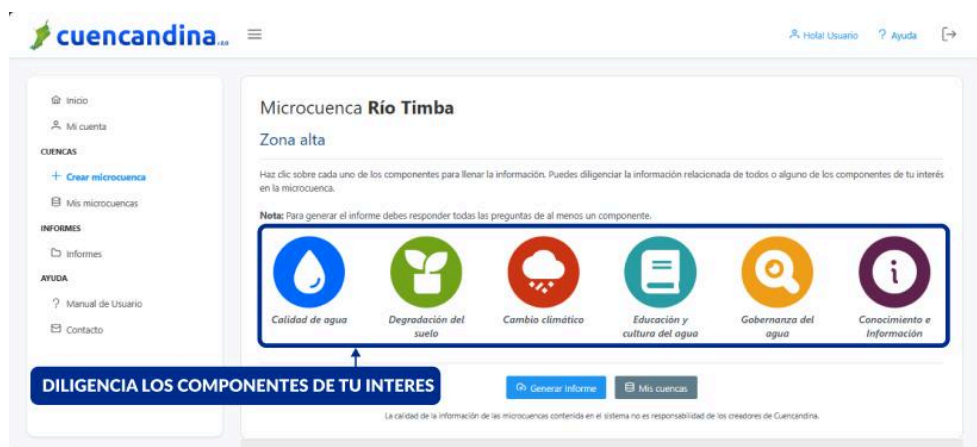 cuencandina
Hola! Usuario
? Ayuda
Inicio
Mi cuenta
CUENCAS
+ Crear microcuenca
Mis microcuencas
INFORMES
Informes
AYUDA
? Manual de Usuario
Contacto
Microcuenca Río Timba
Zona alta
Haz clic sobre cada uno de los componentes para llenar la información. Puedes diligenciar la información relacionada de todos o alguno de los componentes de tu interés
en la microcuenca.
Nota: Para generar el informe debes responder todas las preguntas de al menos un componente.
Calidad de agua
Degradación del
suelo
Cambio climático
Educación y
cultura del agua
Gobernanza del
agua
Conocimiento e
Información
DILIGENCIA LOS COMPONENTES DE TU INTERES
Generar Informe
Mis cuencas
La calidad de la información de las microcuencas contenida en el sistema no es responsabilidad de los creadores de Cuencandina.